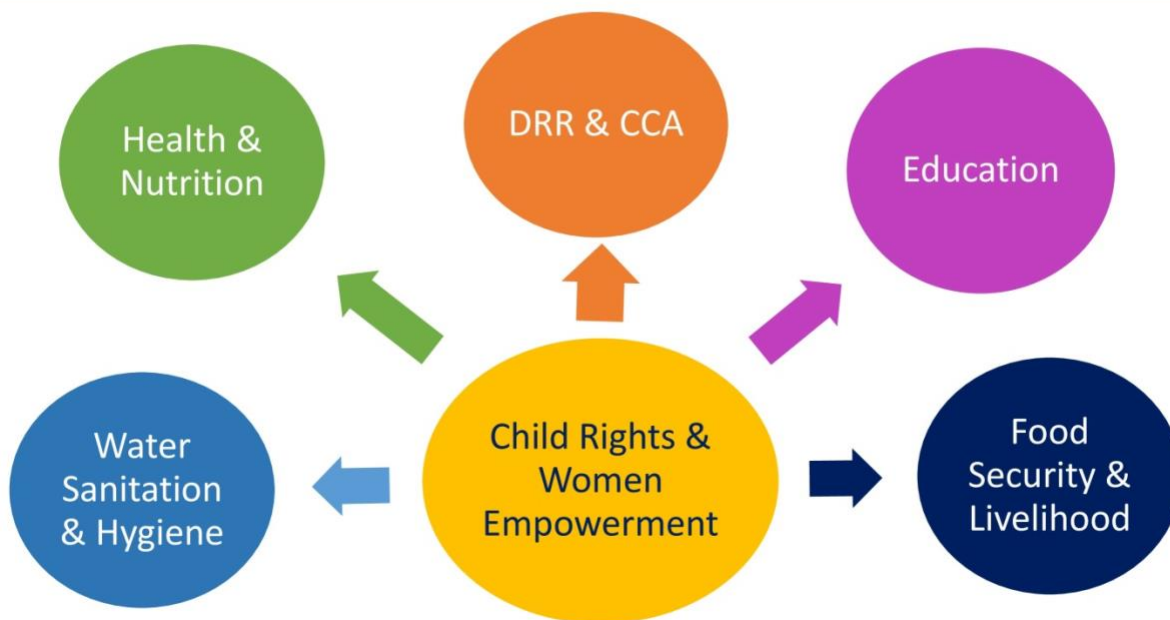 Health &
Nutrition
DRR & CCA
Education
Water
Sanitation
& Hygiene
Child Rights &
Women
Empowerment
Food
Security &
Livelihood